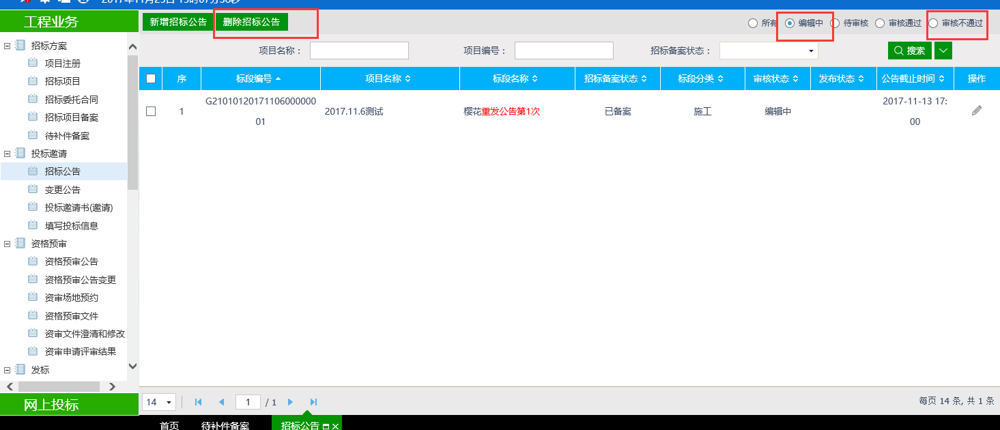 2017年11月23日 15时07分36秒
工程业务
新增招标公告 删除招标公告 所有 编辑中 待审核 审核通过 审核不通过
招标方案
项目注册
招标项目
招标委托合同
招标项目备案
待补件备案
投标邀请
招标公告
变更公告
投标邀请书(邀请)
填写投标信息
资格预审
资格预审公告
资格预审公告变更
资审场地预约
资格预审文件
资审文件澄清和修改
资审申请评审结果
发标
网上投标
项目名称： 项目编号： 招标备案状态： 搜索
序 标段编号 项目名称 标段名称 招标备案状态 标段分类 审核状态 发布状态 公告截止时间 操作
1 G21010120171106000000
01 2017.11.6测试 樱花重发公告第1次 已备案 施工 编辑中 2017-11-13 17:
00
14 1 / 1 每页 14 条, 共 1 条
首页 待补件备案 招标公告